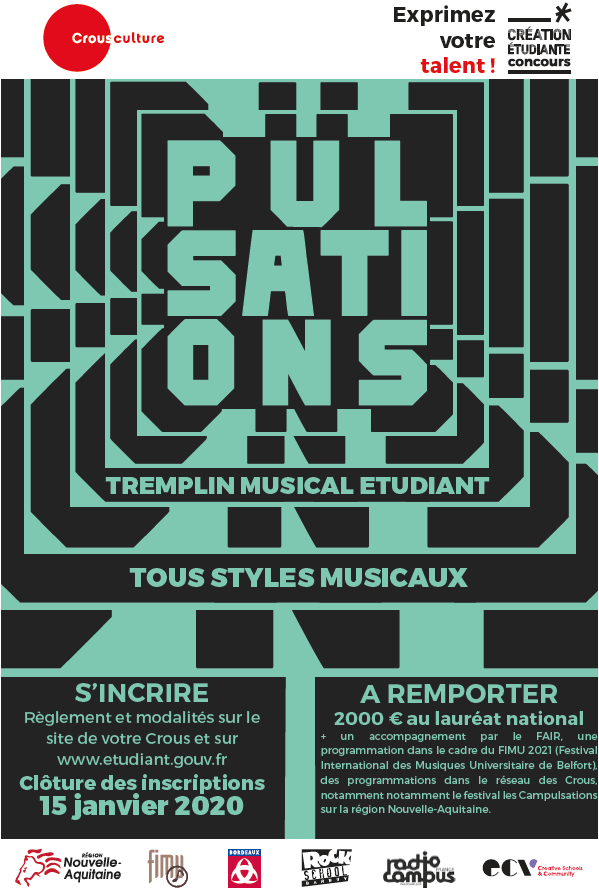 Crous culture
Exprimez
votre
talent !
CRÉATION
ÉTUDIANTE
concours
PULSATIONS
TREMPLIN MUSICAL ETUDIANT
TOUS STYLES MUSICAUX
S'INCRIRE
Règlement et modalités sur le
site de votre Crous et sur
www.etudiant.gouv.fr
Clôture des inscriptions
15 janvier 2020
A REMPORTER
2000 € au lauréat national
+ un accompagnement par le FAIR, une
programmation dans le cadre du FIMU 2021 (Festival
International des Musiques Universitaire de Belfort),
des programmations dans le réseau des Crous,
notamment notamment le festival les Campulsations
sur la région Nouvelle-Aquitaine.
RÉGION
Nouvelle-
Aquitaine
fimu
BORDEAUX
Rock
SCHOOL
BARBEY
radio
campus
FRANCE
ecv
Creative Schools
& Community